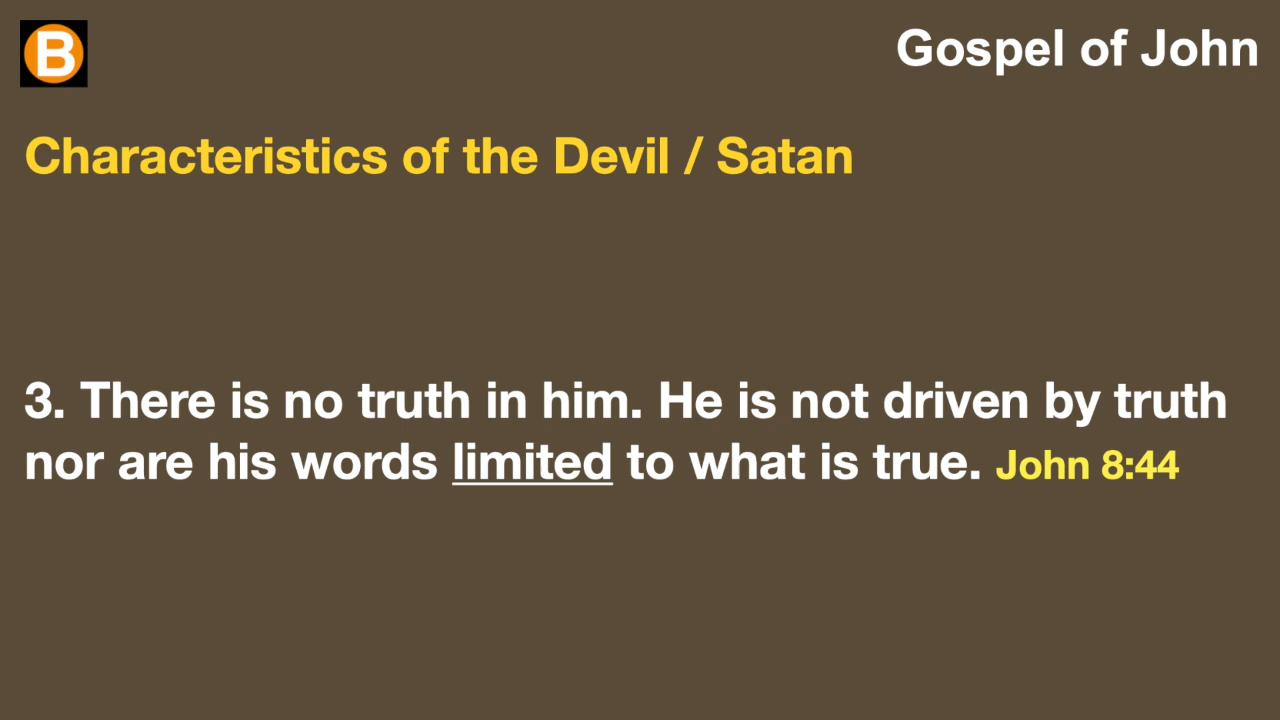 B
Gospel of John
Characteristics of the Devil / Satan
3. There is no truth in him. He is not driven by truth
nor are his words limited to what is true. John 8:44